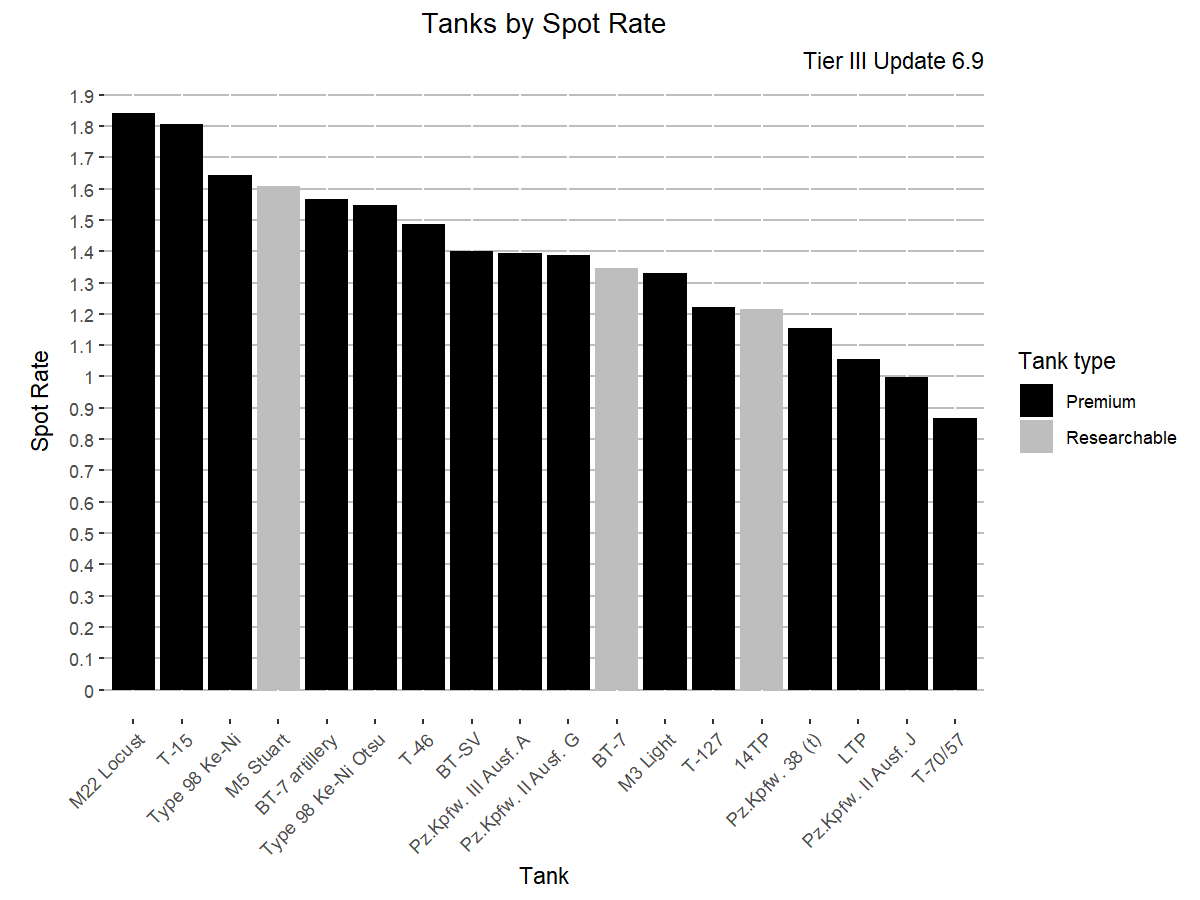 Tanks by Spot Rate
Tier III Update 6.9
Spot Rate
1.9
1.8
1.7
1.6
1.5
1.4
1.3
1.2
1.1
1
0.9
0.8
0.7
0.6
0.5
0.4
0.3
0.2
0.1
0
M22 Locust
T-15
Type 98 Ke-Ni
M5 Stuart
BT-7 artillery
Type 98 Ke-Ni Otsu
T-46
BT-SV
Pz.Kpfw. III Ausf. A
Pz.Kpfw. II Ausf. G
BT-7
M3 Light
T-127
14TP
Pz.Kpfw. 38 (t)
LTP
Pz.Kpfw. II Ausf. J
T-70/57
Tank
Tank type
Premium
Researchable